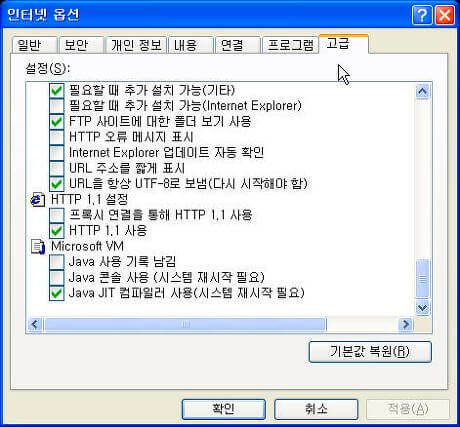 인터넷 옵션
일반 보안 개인 정보 내용 연결 프로그램 고급
설정(S):
필요할 때 추가 설치 가능(기타)
필요할 때 추가 설치 가능(Internet Explorer)
FTP 사이트에 대한 폴더 보기 사용
HTTP 오류 메시지 표시
Internet Explorer 업데이트 자동 확인
URL 주소를 짧게 표시
URL을 항상 UTF-8로 보냄(다시 시작해야 함)
HTTP 1.1 설정
프록시 연결을 통해 HTTP 1.1 사용
HTTP 1.1 사용
Microsoft VM
Java 사용 기록 남김
Java 콘솔 사용 (시스템 재시작 필요)
Java JIT 컴파일러 사용(시스템 재시작 필요)
기본값 복원(R)
확인 취소 적용(A)